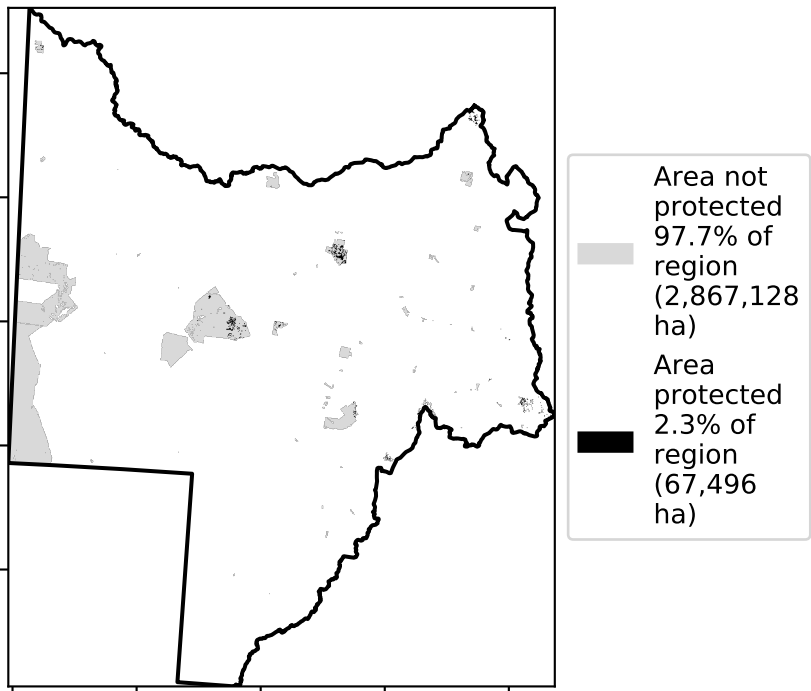 Area not
protected
97.7% of
region
(2,867,128
ha)
Area
protected
2.3% of
region
(67,496
ha)